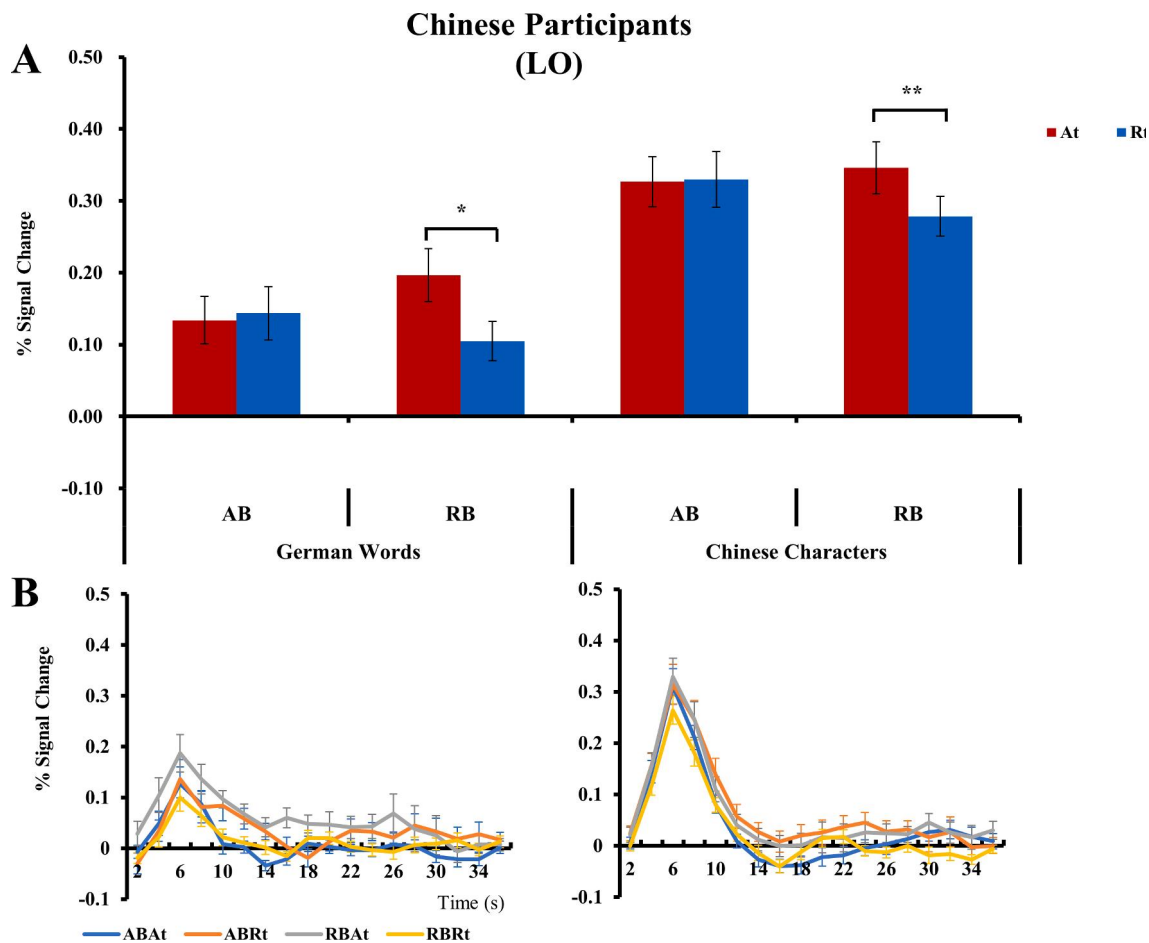 Chinese Participants
(LO)
A
0.50
0.40
0.30
0.20
0.10
0.00
-0.10
% Signal Change
*
**
At
Rt
AB
RB
AB
RB
German Words
Chinese Characters
B
0.5
0.4
0.3
0.2
0.1
0
-0.1
% Signal Change
2 6 10 14 18 22 26 30 34
Time (s)
0.5
0.4
0.3
0.2
0.1
0
-0.1
2 6 10 14 18 22 26 30 34
ABAt ABRt RBAt RBRt